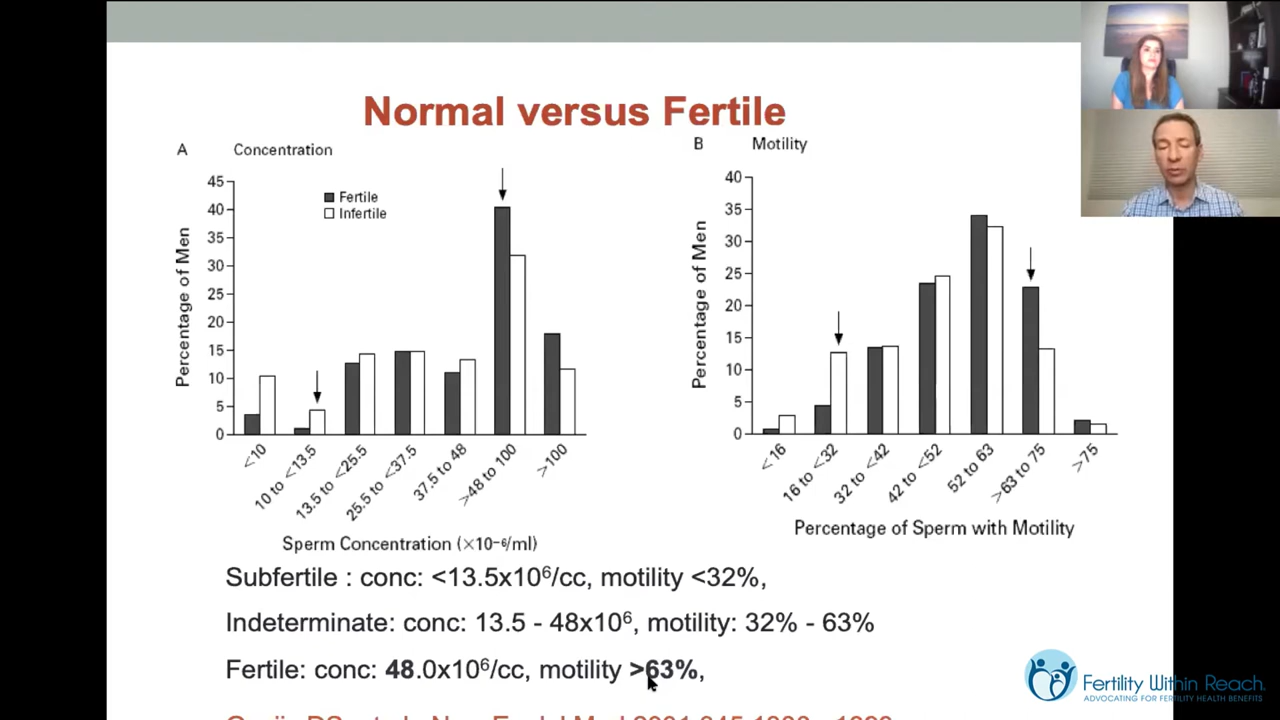 Normal versus Fertile
A Concentration
Percentage of Men
45
40
35
30
25
20
15
10
5
0
Fertile
Infertile
<10
10 to <13.5
13.5 to <25.5
25.5 to <37.5
37.5 to 48
>48 to 100
>100
Sperm Concentration (×10⁻⁶/ml)
B Motility
Percentage of Men
40
35
30
25
20
15
10
5
0
<16
16 to <32
32 to <42
42 to <52
52 to 63
>63 to 75
>75
Percentage of Sperm with Motility
Subfertile : conc: <13.5x10⁶/cc, motility <32%,
Indeterminate: conc: 13.5 - 48x10⁶, motility: 32% - 63%
Fertile: conc: 48.0x10⁶/cc, motility >63%,
Fertility Within Reach
ADVOCATING FOR FERTILITY HEALTH BENEFITS